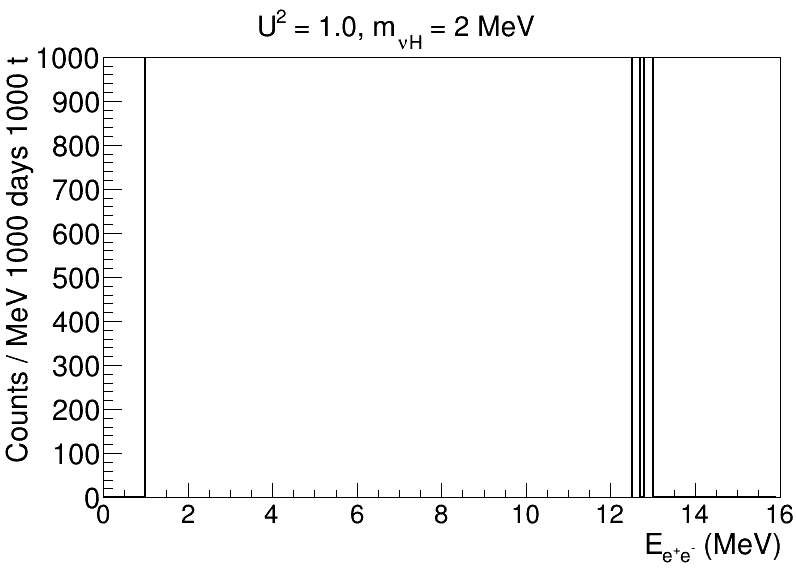 U² = 1.0, m_νH = 2 MeV
Counts / MeV 1000 days 1000 t
1000
900
800
700
600
500
400
300
200
100
0
0 2 4 6 8 10 12 14 16
E_e⁺e⁻ (MeV)